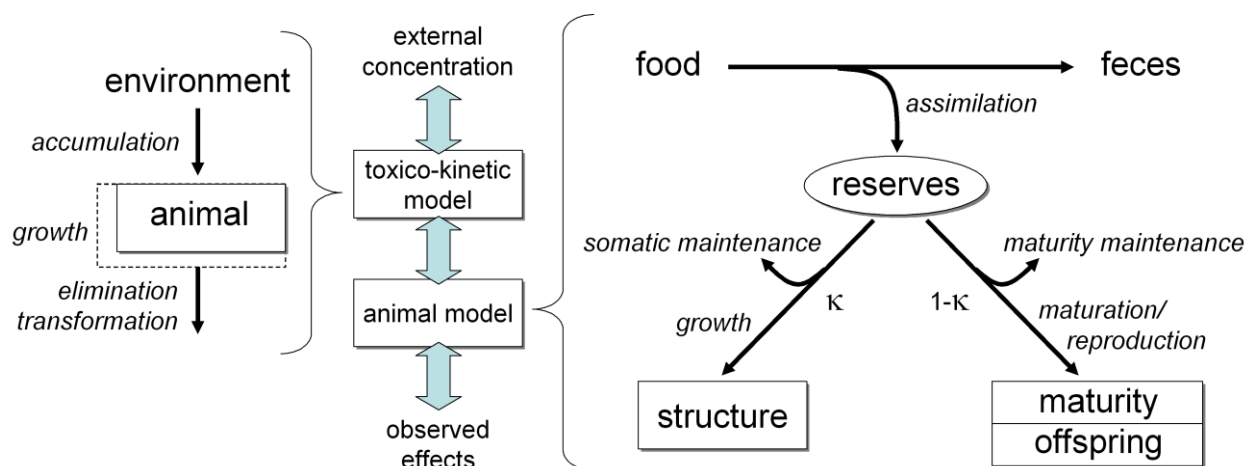 environment
accumulation
animal
growth
elimination
transformation
external
concentration
toxico-kinetic
model
animal model
observed
effects
food
feces
assimilation
reserves
somatic maintenance
maturity maintenance
κ
1-κ
growth
maturation/
reproduction
structure
maturity
offspring